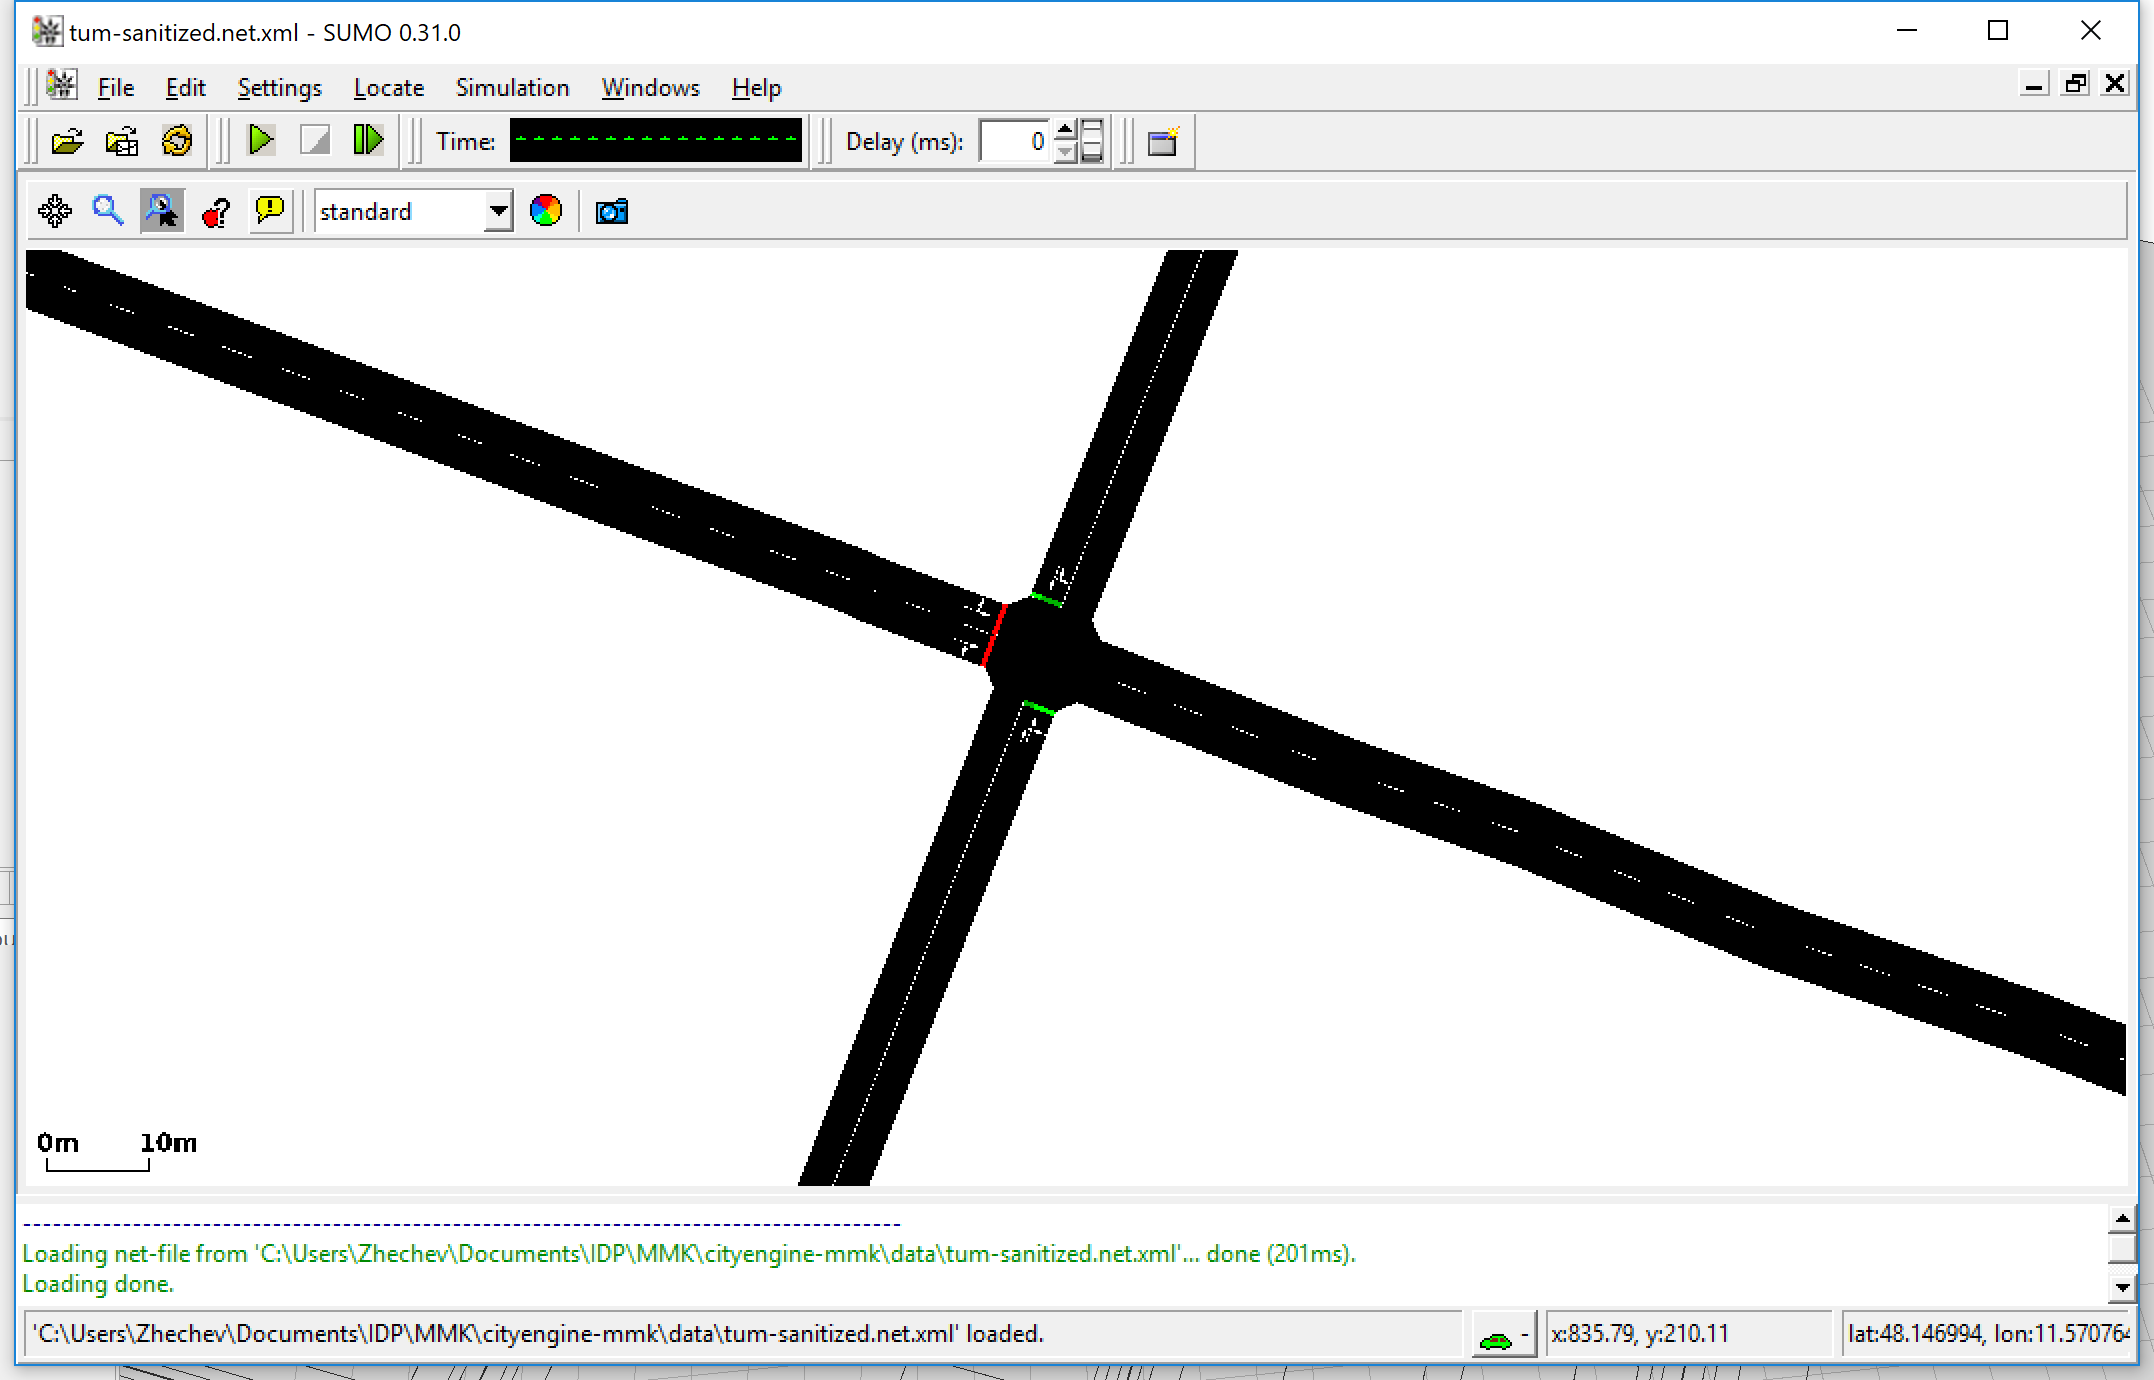 tum-sanitized.net.xml - SUMO 0.31.0
File Edit Settings Locate Simulation Windows Help
Time: Delay (ms): 0
standard
0m 10m
Loading net-file from 'C:\Users\Zhechev\Documents\IDP\MMK\cityengine-mmk\data\tum-sanitized.net.xml'... done (201ms).
Loading done.
'C:\Users\Zhechev\Documents\IDP\MMK\cityengine-mmk\data\tum-sanitized.net.xml' loaded. - x:835.79, y:210.11 lat:48.146994, lon:11.570764